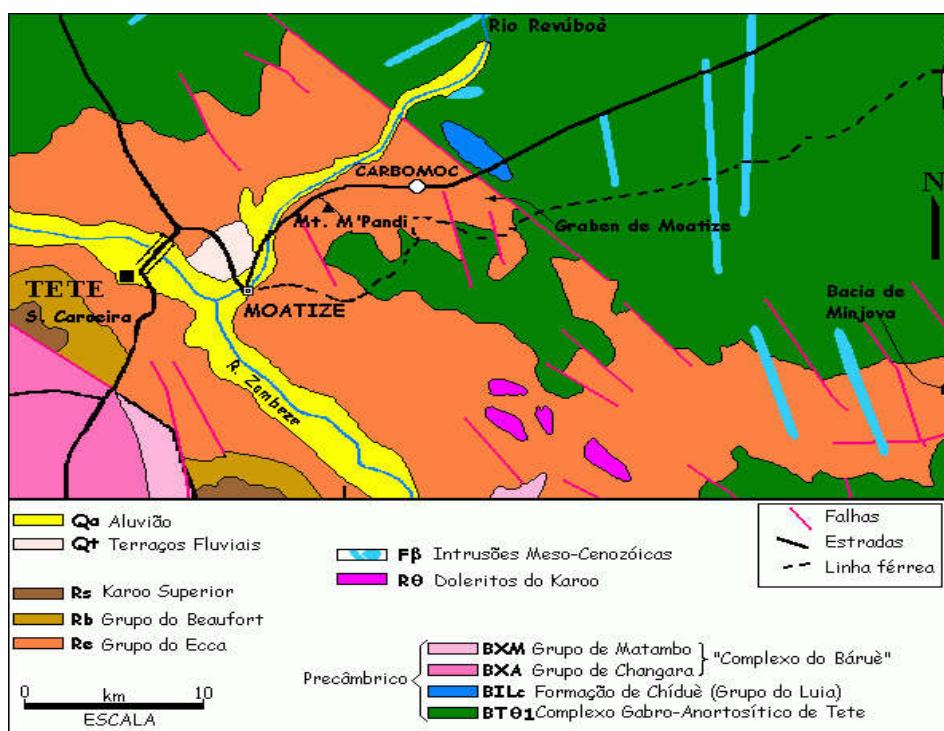 Rio Revúboè
CARBOMOC
N
Mt. M'Pandi
Graben de Moatize
TETE
S. Caroeira
MOATIZE
Bacia de
Minjova
R. Zambeze
Qa Aluvião
Qt Terraços Fluviais
Rs Karoo Superior
Rb Grupo do Beaufort
Re Grupo do Ecca
0 km 10
ESCALA
Fβ Intrusões Meso-Cenozóicas
Rθ Doleritos do Karoo
Falhas
Estradas
Linha férrea
Precâmbrico
BXM Grupo de Matambo
BXA Grupo de Changara
"Complexo do Báruè"
BILc Formação de Chíduè (Grupo do Luia)
BTθ1 Complexo Gabro-Anortosítico de Tete